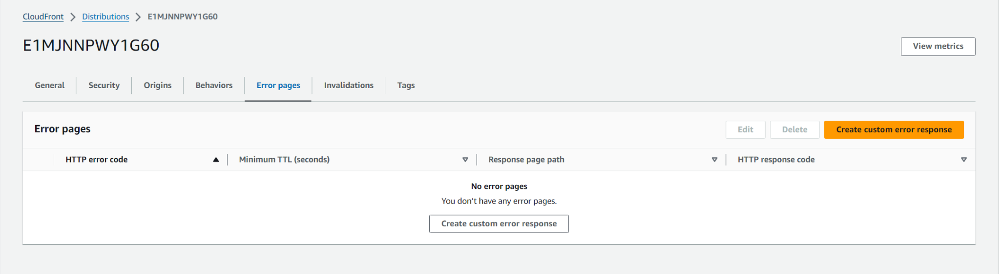 CloudFront > Distributions > E1MJNNPWY1G60
E1MJNNPWY1G60
View metrics
General
Security
Origins
Behaviors
Error pages
Invalidations
Tags
Error pages
Edit
Delete
Create custom error response
HTTP error code
Minimum TTL (seconds)
Response page path
HTTP response code
No error pages
You don't have any error pages.
Create custom error response